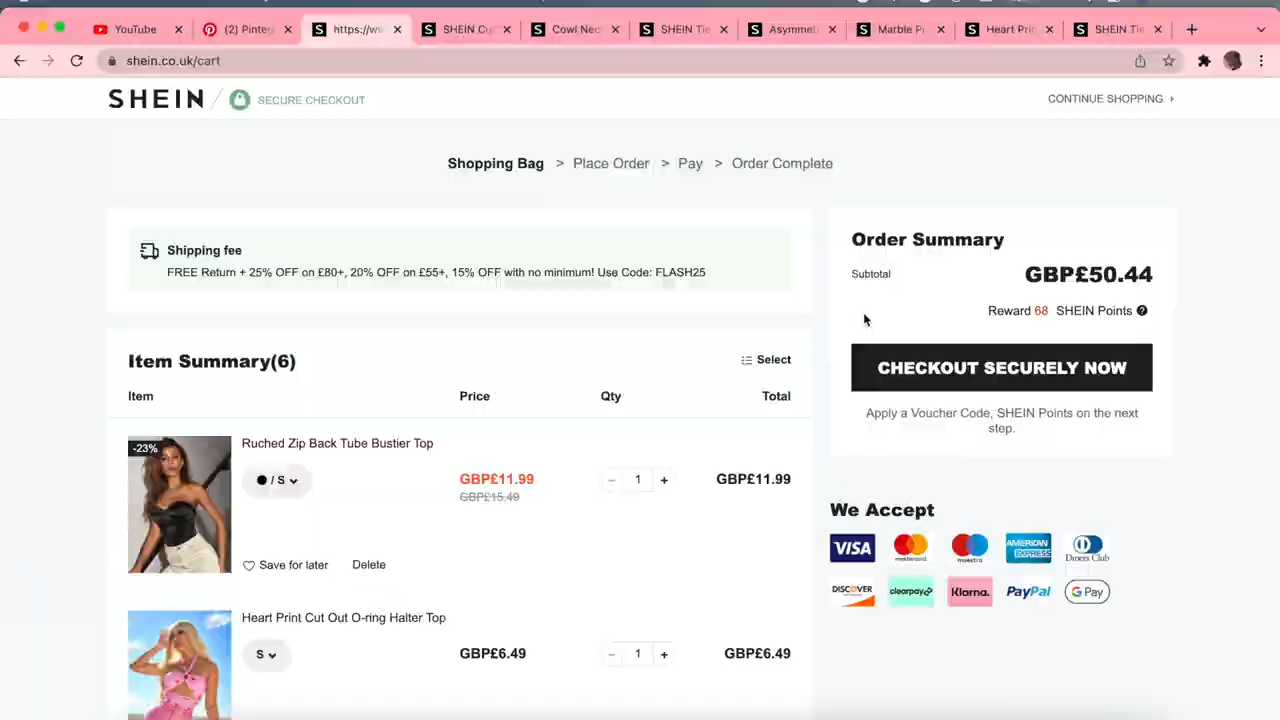 YouTube
(2) Pinter
https://ws
SHEIN Cu
Cowl Nec
SHEIN Tie
Asymmet
Marble P
Heart Prin
SHEIN Tie
shein.co.uk/cart
SHEIN
SECURE CHECKOUT
CONTINUE SHOPPING
Shopping Bag > Place Order > Pay > Order Complete
Shipping fee
FREE Return + 25% OFF on £80+, 20% OFF on £55+, 15% OFF with no minimum! Use Code: FLASH25
Order Summary
Subtotal GBP£50.44
Reward 68 SHEIN Points
CHECKOUT SECURELY NOW
Apply a Voucher Code, SHEIN Points on the next
step.
Item Summary(6)
Select
Item Price Qty Total
-23%
Ruched Zip Back Tube Bustier Top
/ S
GBP£11.99
GBP£15.49
1
GBP£11.99
Save for later
Delete
Heart Print Cut Out O-ring Halter Top
S
GBP£6.49
1
GBP£6.49
We Accept
VISA
mastercard
maestro
AMERICAN
EXPRESS
Diners Club
DISCOVER
clearpay
Klarna.
PayPal
G Pay